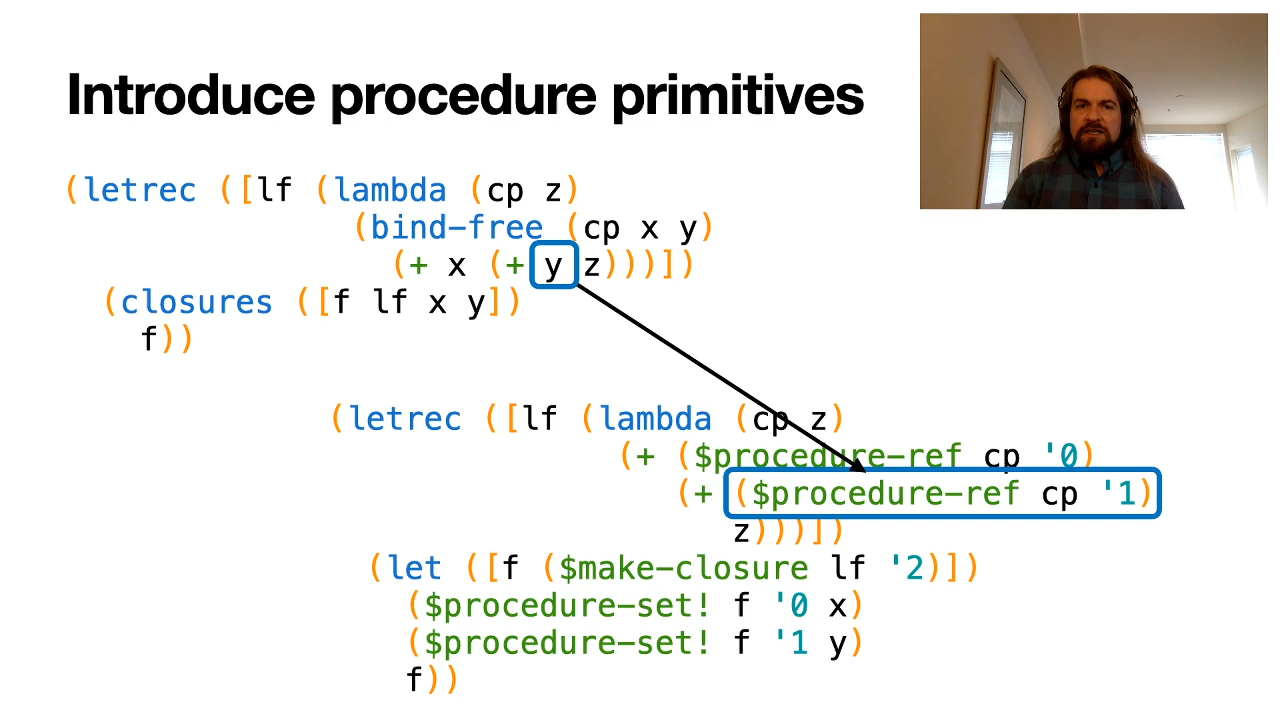 Introduce procedure primitives
(letrec ([lf (lambda (cp z)
(bind-free (cp x y)
(+ x (+ y z)))])
(closures ([f lf x y])
f))
(letrec ([lf (lambda (cp z)
(+ ($procedure-ref cp '0)
(+ ($procedure-ref cp '1)
z)))])
(let ([f ($make-closure lf '2)])
($procedure-set! f '0 x)
($procedure-set! f '1 y)
f))